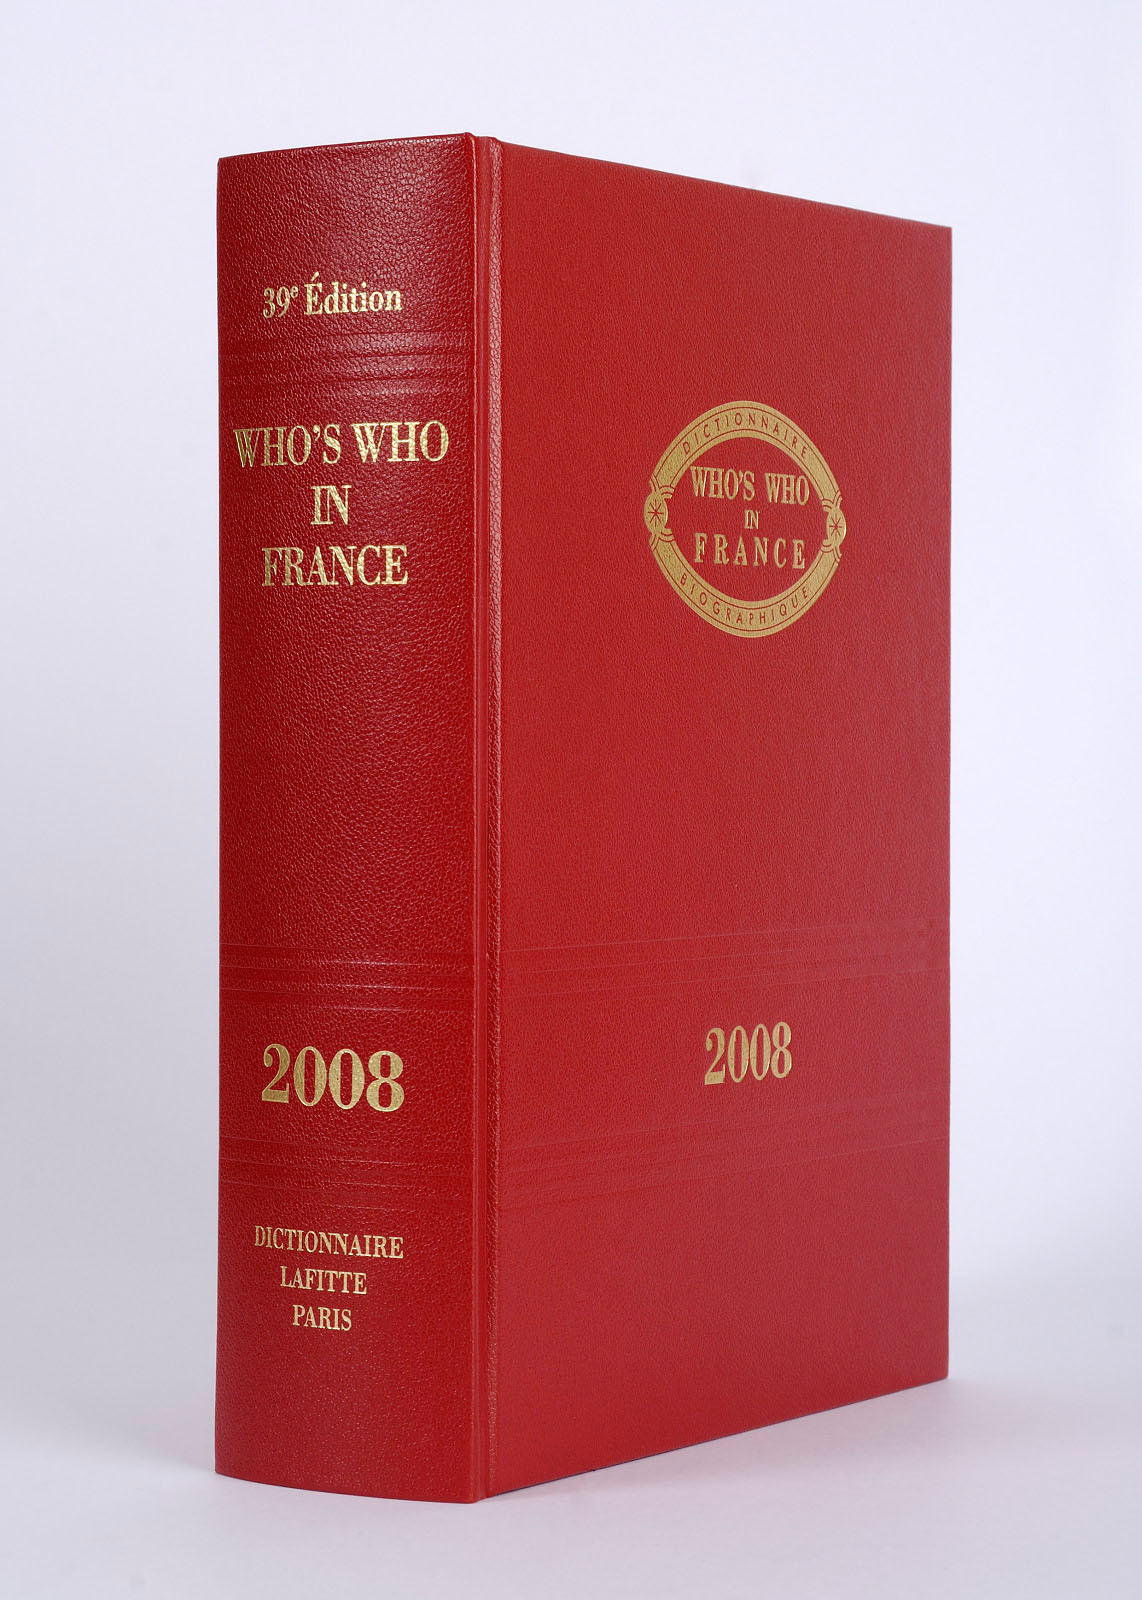 39e Édition
WHO'S WHO
IN
FRANCE
2008
DICTIONNAIRE
LAFITTE
PARIS
DICTIONNAIRE
WHO'S WHO
IN
FRANCE
BIOGRAPHIQUE
2008